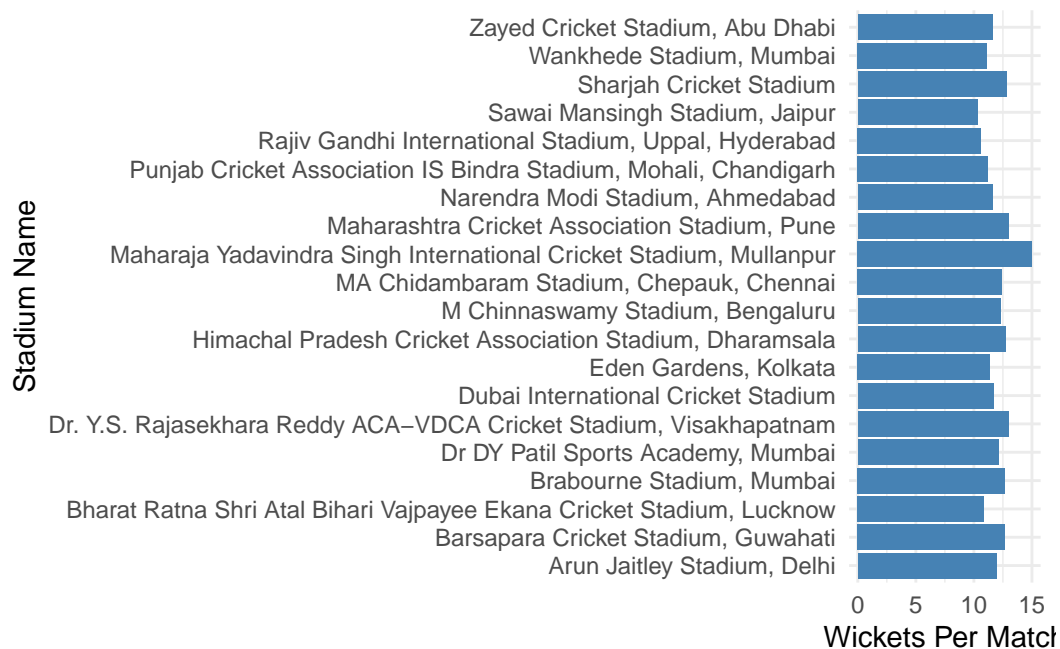 Zayed Cricket Stadium, Abu Dhabi
Wankhede Stadium, Mumbai
Sharjah Cricket Stadium
Sawai Mansingh Stadium, Jaipur
Rajiv Gandhi International Stadium, Uppal, Hyderabad
Punjab Cricket Association IS Bindra Stadium, Mohali, Chandigarh
Narendra Modi Stadium, Ahmedabad
Maharashtra Cricket Association Stadium, Pune
Maharaja Yadavindra Singh International Cricket Stadium, Mullanpur
MA Chidambaram Stadium, Chepauk, Chennai
M Chinnaswamy Stadium, Bengaluru
Himachal Pradesh Cricket Association Stadium, Dharamsala
Eden Gardens, Kolkata
Dubai International Cricket Stadium
Dr. Y.S. Rajasekhara Reddy ACA−VDCA Cricket Stadium, Visakhapatnam
Dr DY Patil Sports Academy, Mumbai
Brabourne Stadium, Mumbai
Bharat Ratna Shri Atal Bihari Vajpayee Ekana Cricket Stadium, Lucknow
Barsapara Cricket Stadium, Guwahati
Arun Jaitley Stadium, Delhi
Stadium Name
0 5 10 15
Wickets Per Match